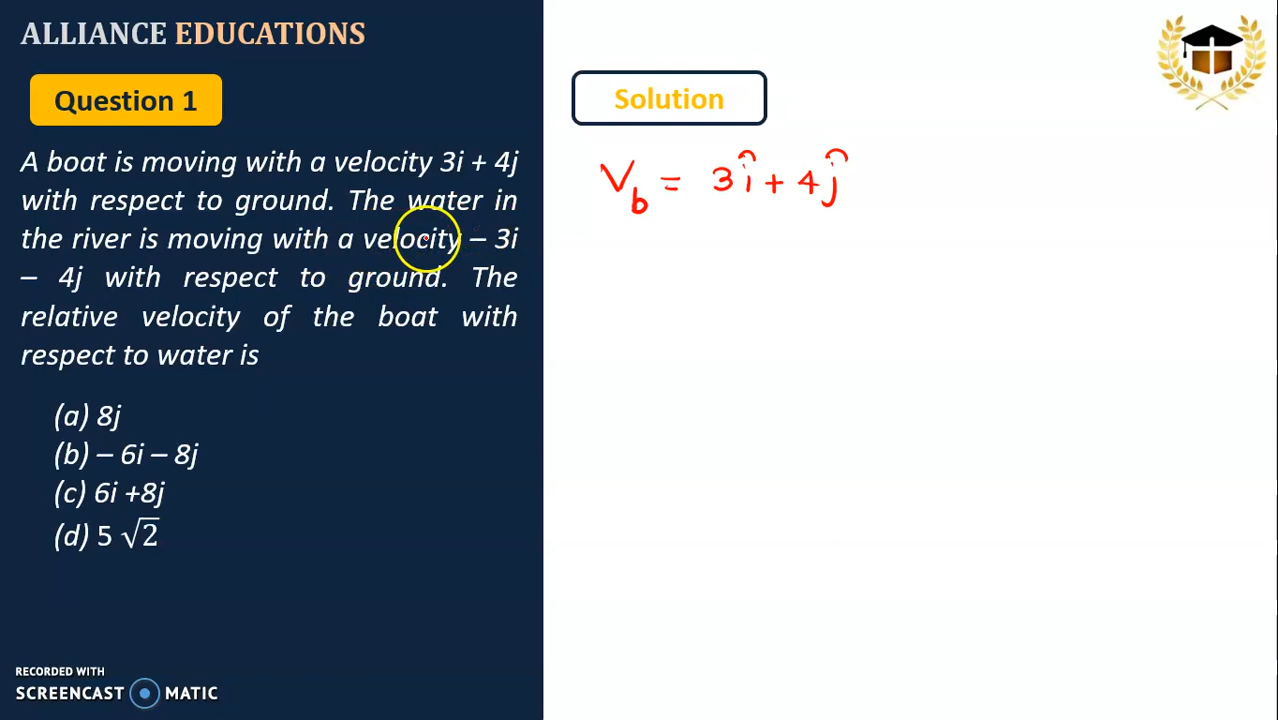 ALLIANCE EDUCATIONS
Question 1
A boat is moving with a velocity 3i + 4j
with respect to ground. The water in
the river is moving with a velocity – 3i
– 4j with respect to ground. The
relative velocity of the boat with
respect to water is
(a) 8j
(b) – 6i – 8j
(c) 6i +8j
(d) 5 √2
RECORDED WITH
SCREENCAST MATIC
Solution
V_b = 3î + 4ĵ